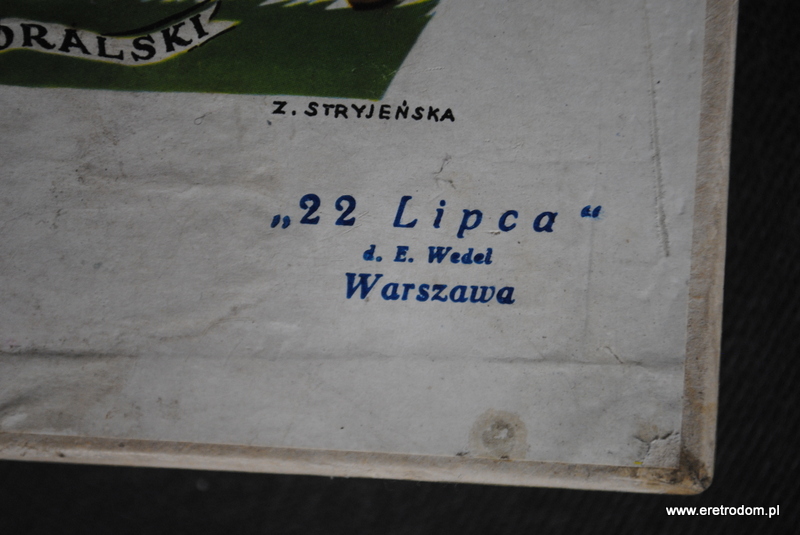 ORALSKI
Z. STRYJEŃSKA
„22 Lipca“
d. E. Wedel
Warszawa
www.eretrodom.pl